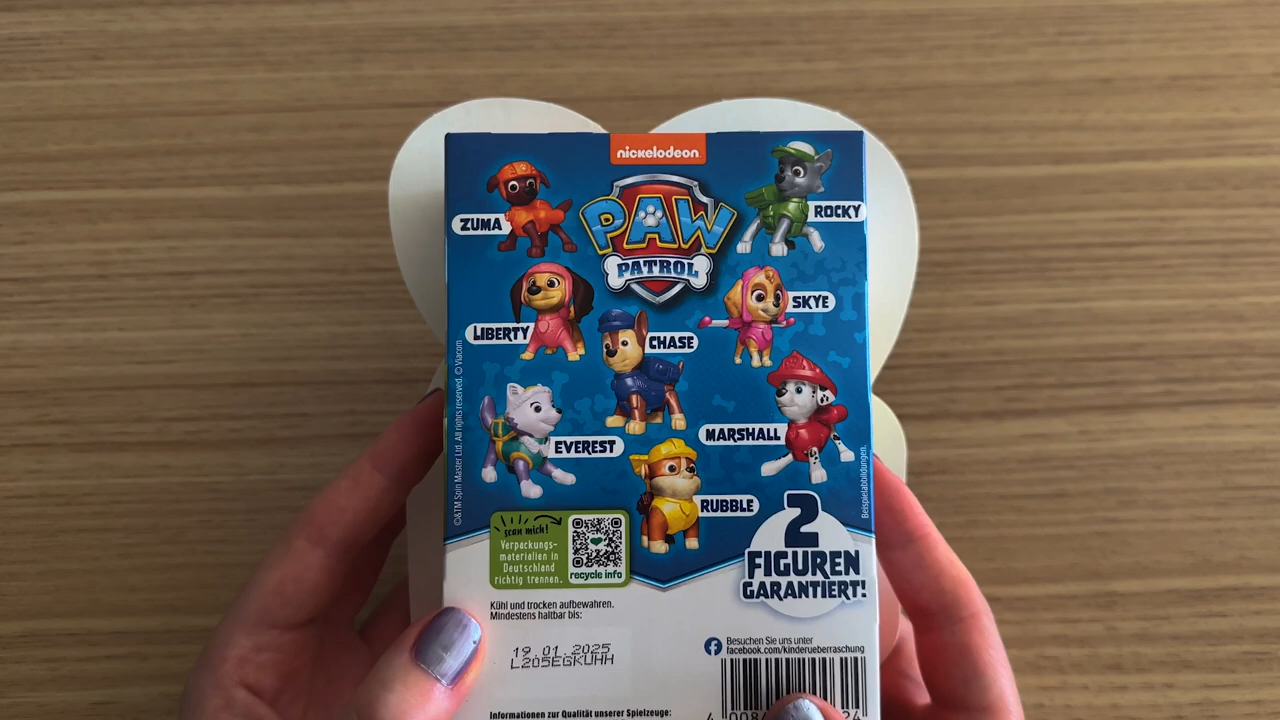 nickelodeon
PAW
PATROL
ZUMA
ROCKY
LIBERTY
SKYE
CHASE
EVEREST
MARSHALL
RUBBLE
©&TM Spin Master Ltd. All rights reserved. © Viacom
Beispielabbildungen.
2
FIGUREN
GARANTIERT!
scan mich!
Verpackungs-
materialien in
Deutschland
richtig trennen.
recycle info
Kühl und trocken aufbewahren.
Mindestens haltbar bis:
19.01.2025
L205EGKUHH
Besuchen Sie uns unter
facebook.com/kinderueberraschung
Informationen zur Qualität unserer Spielzeuge: